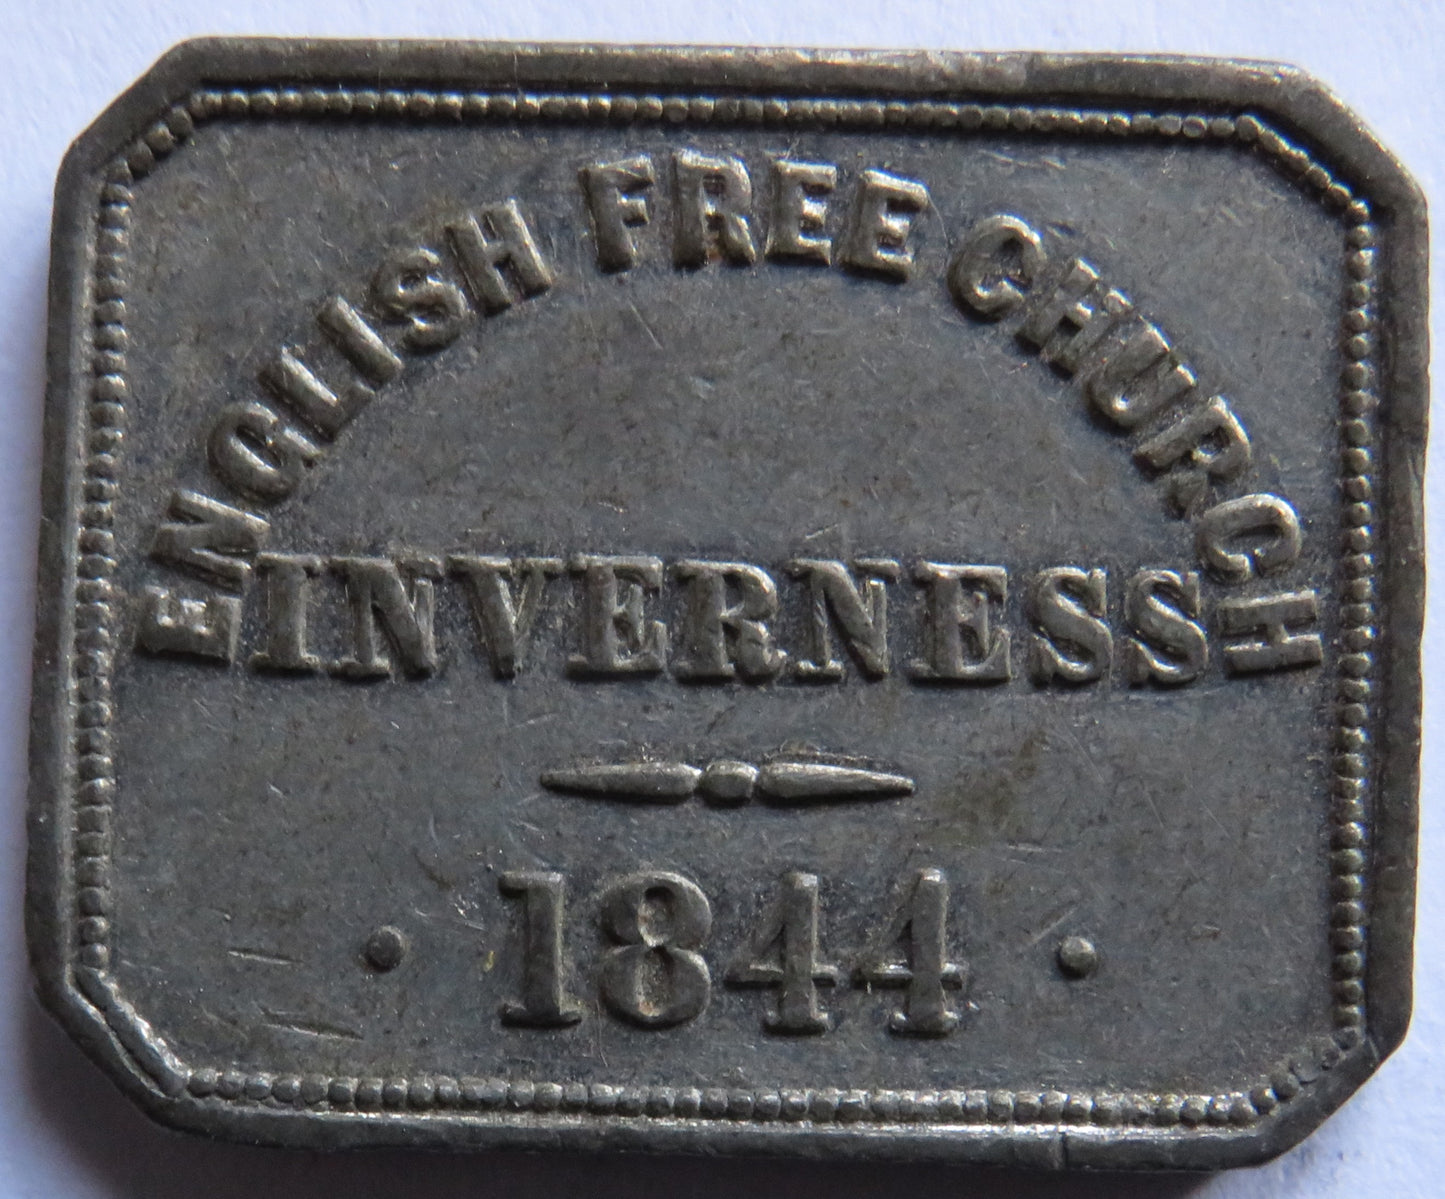 ENGLISH FREE CHURCH
INVERNESS
· 1844 ·